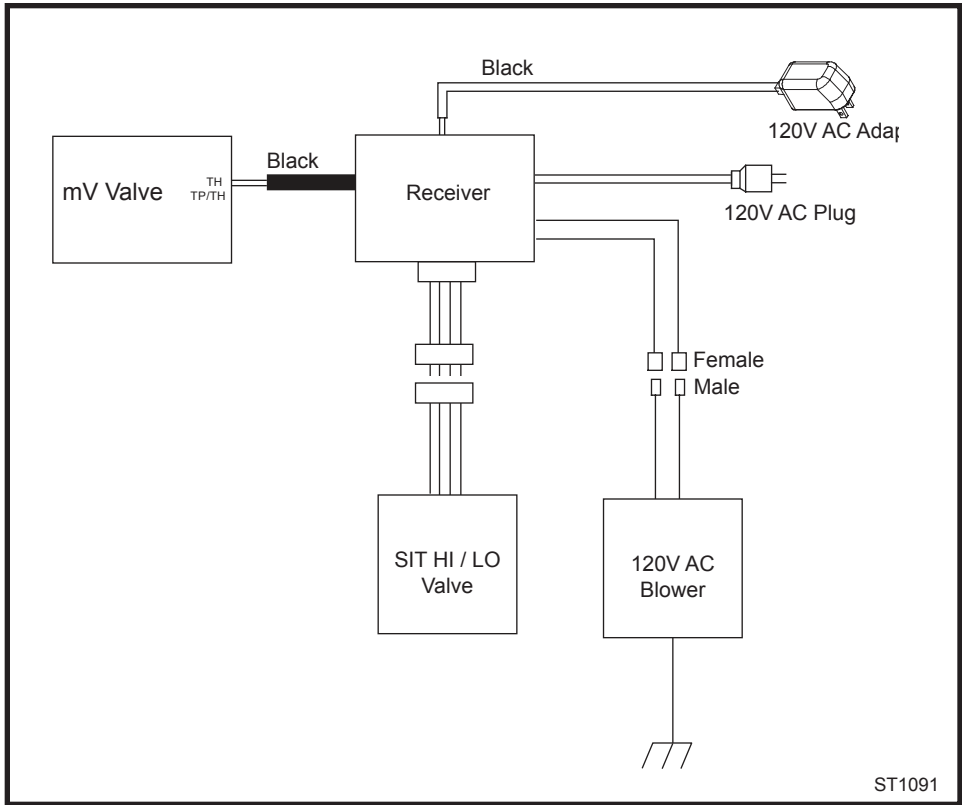 Black
120V AC Adap
Black
mV Valve
TH
TP/TH
Receiver
120V AC Plug
Female
Male
SIT HI / LO
Valve
120V AC
Blower
ST1091